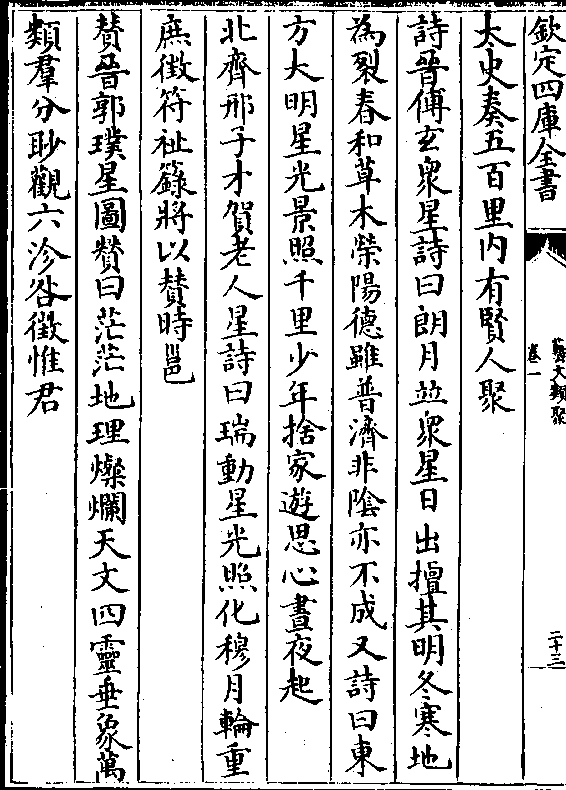 欽定四庫全書
藝文類聚
卷一
二十三
太史奏五百里内有賢人聚
詩晉傅玄衆星詩曰朗月並衆星日出擅其明冬寒地
為裂春和草木榮陽德雖普濟非陰亦不成又詩曰東
方大明星光景照千里少年捨家遊思心晝夜起
北齊邢子才賀老人星詩曰瑞動星光照化穆月輪重
庶徴符祉籙將以賛時邕
賛晉郭璞星圖賛曰茫茫地理燦爛天文四靈垂象萬
類羣分眇觀六沴咎徴惟君